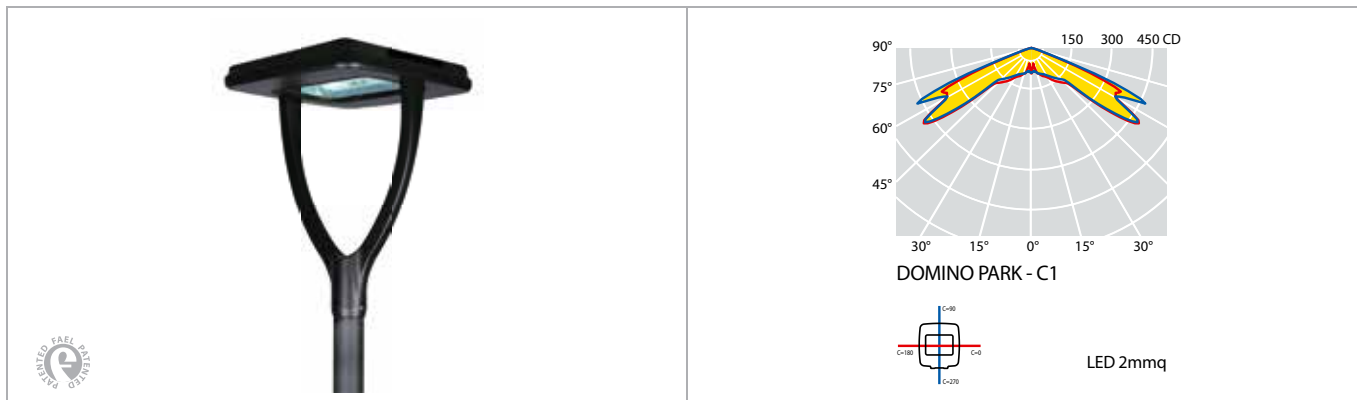 PATENTED FAEL PATENTED
150 300 450 CD
90°
75°
60°
45°
30° 15° 0° 15° 30°
DOMINO PARK - C1
C=90
C=180 C=0
C=270
LED 2mmq